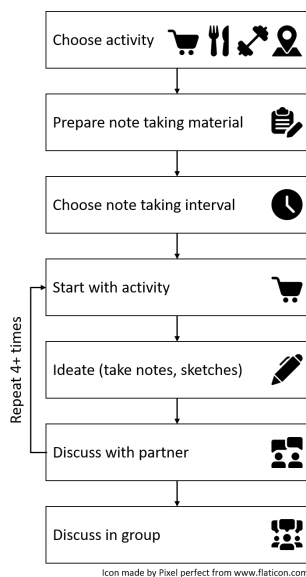 Choose activity
Prepare note taking material
Choose note taking interval
Start with activity
Repeat 4+ times
Ideate (take notes, sketches)
Discuss with partner
Discuss in group
Icon made by Pixel perfect from www.flaticon.com